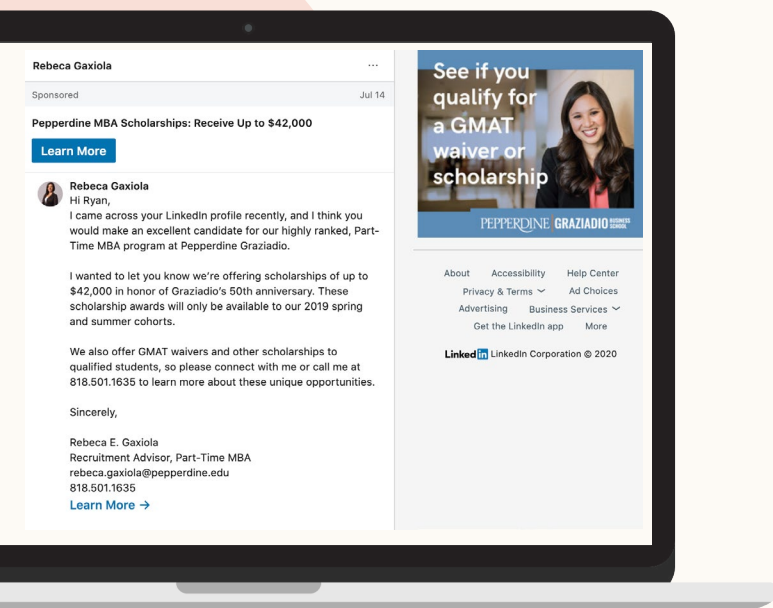 Rebeca Gaxiola
...
Sponsored
Jul 14
Pepperdine MBA Scholarships: Receive Up to $42,000
Learn More
Rebeca Gaxiola
Hi Ryan,
I came across your LinkedIn profile recently, and I think you
would make an excellent candidate for our highly ranked, Part-
Time MBA program at Pepperdine Graziadio.
I wanted to let you know we're offering scholarships of up to
$42,000 in honor of Graziadio's 50th anniversary. These
scholarship awards will only be available to our 2019 spring
and summer cohorts.
We also offer GMAT waivers and other scholarships to
qualified students, so please connect with me or call me at
818.501.1635 to learn more about these unique opportunities.
Sincerely,
Rebeca E. Gaxiola
Recruitment Advisor, Part-Time MBA
rebeca.gaxiola@pepperdine.edu
818.501.1635
Learn More →
See if you
qualify for
a GMAT
waiver or
scholarship
PEPPERDINE GRAZIADIO BUSINESS SCHOOL
About Accessibility Help Center
Privacy & Terms Ad Choices
Advertising Business Services
Get the LinkedIn app More
LinkedIn LinkedIn Corporation © 2020